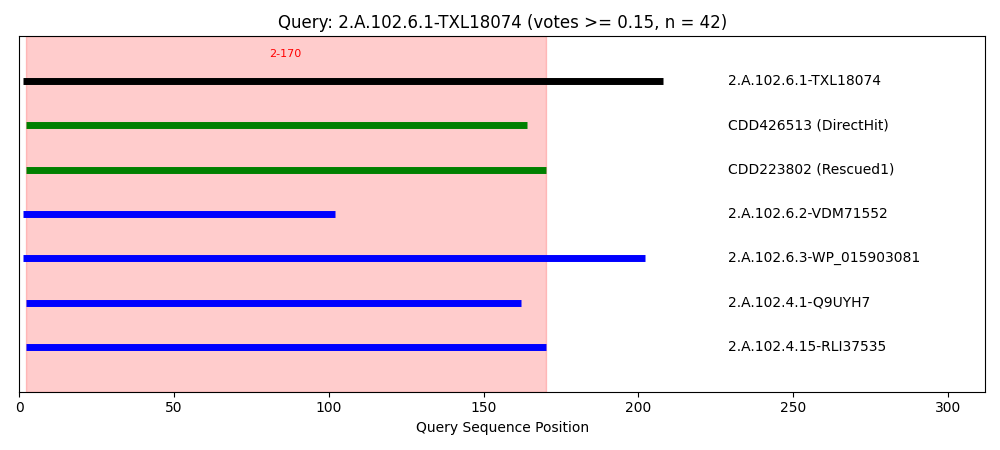 Query: 2.A.102.6.1-TXL18074 (votes >= 0.15, n = 42)
2-170
2.A.102.6.1-TXL18074
CDD426513 (DirectHit)
CDD223802 (Rescued1)
2.A.102.6.2-VDM71552
2.A.102.6.3-WP_015903081
2.A.102.4.1-Q9UYH7
2.A.102.4.15-RLI37535
0 50 100 150 200 250 300
Query Sequence Position